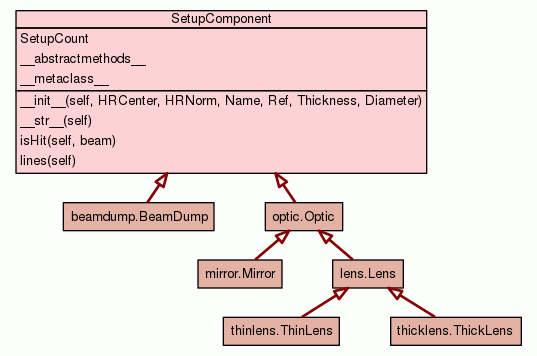 SetupComponent
SetupCount
__abstractmethods__
__metaclass__
__init__(self, HRCenter, HRNorm, Name, Ref, Thickness, Diameter)
__str__(self)
isHit(self, beam)
lines(self)
beamdump.BeamDump
optic.Optic
mirror.Mirror
lens.Lens
thinlens.ThinLens
thicklens.ThickLens